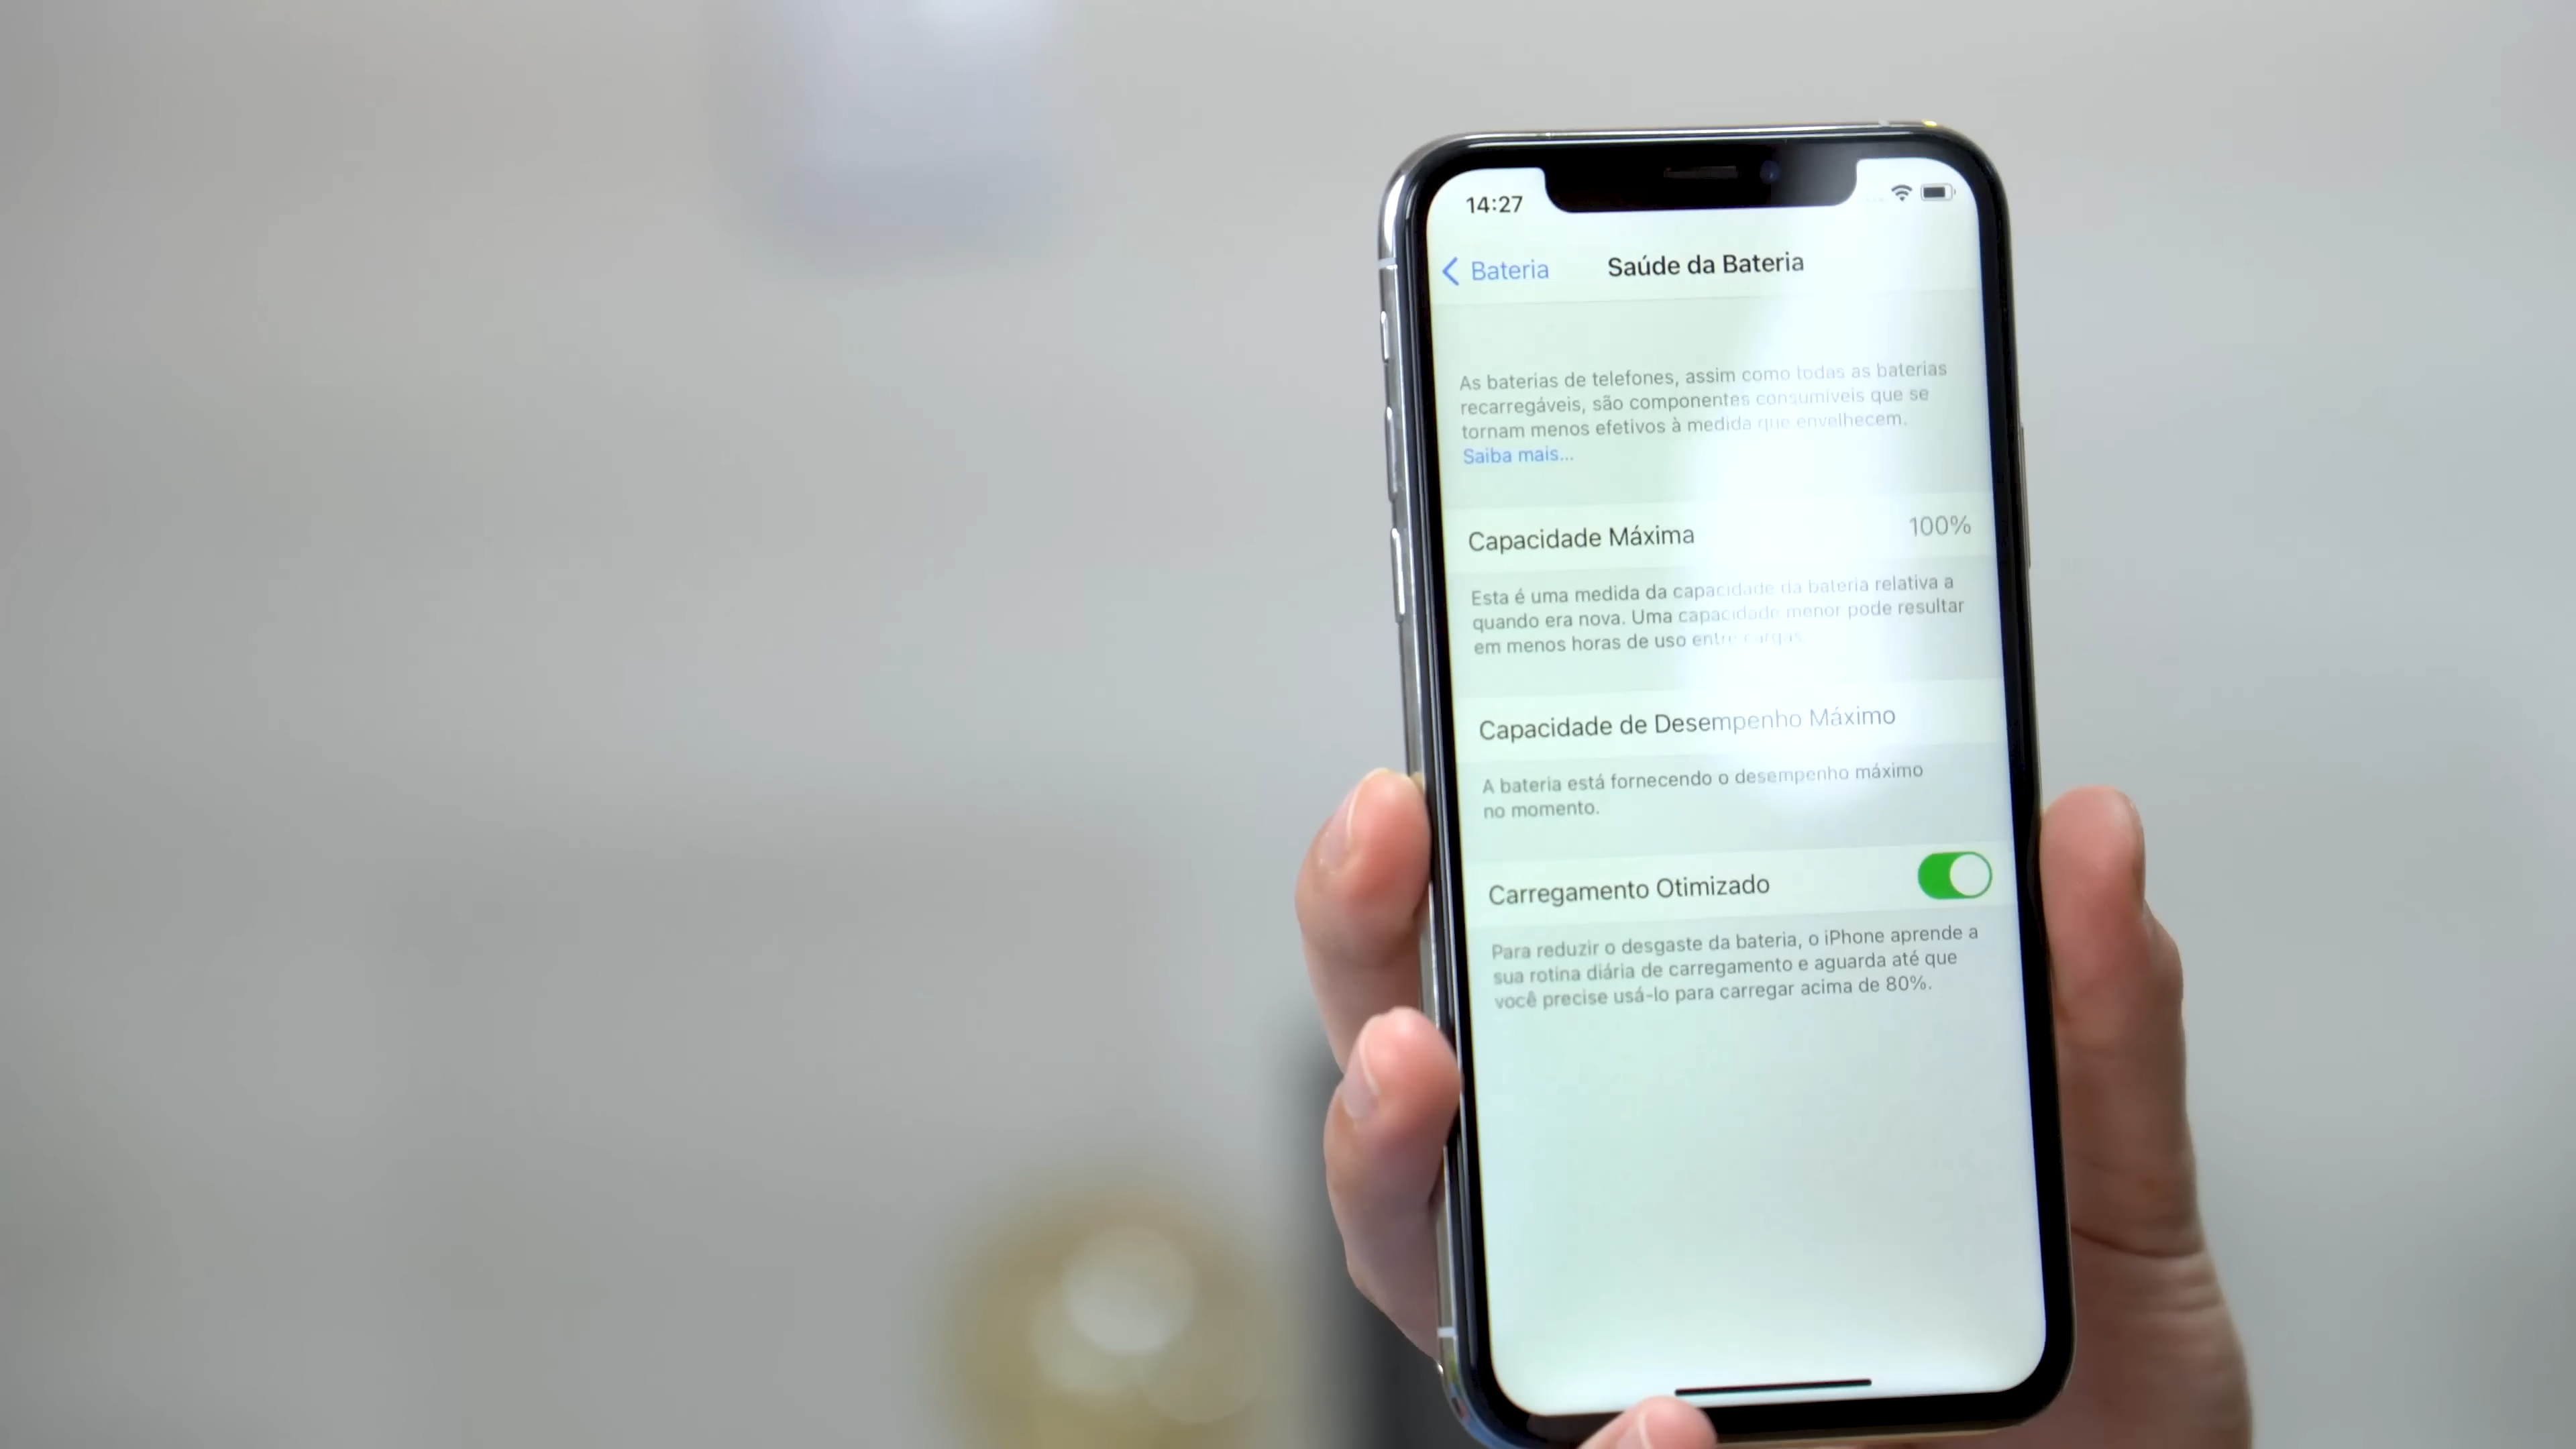 14:27
Bateria
Saúde da Bateria
As baterias de telefones, assim como todas as baterias
recarregáveis, são componentes consumíveis que se
tornam menos efetivos à medida que envelhecem.
Saiba mais...
Capacidade Máxima 100%
Esta é uma medida da capacidade da bateria relativa a
quando era nova. Uma capacidade menor pode resultar
em menos horas de uso entre cargas.
Capacidade de Desempenho Máximo
A bateria está fornecendo o desempenho máximo
no momento.
Carregamento Otimizado
Para reduzir o desgaste da bateria, o iPhone aprende a
sua rotina diária de carregamento e aguarda até que
você precise usá-lo para carregar acima de 80%.